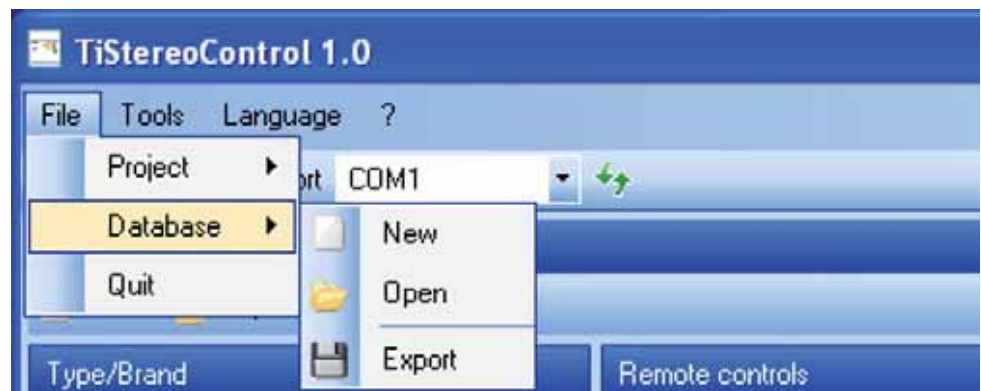 TiStereoControl 1.0
File Tools Language ?
Project
COM1
Database
New
Quit
Open
Export
Type/Brand
Remote controls